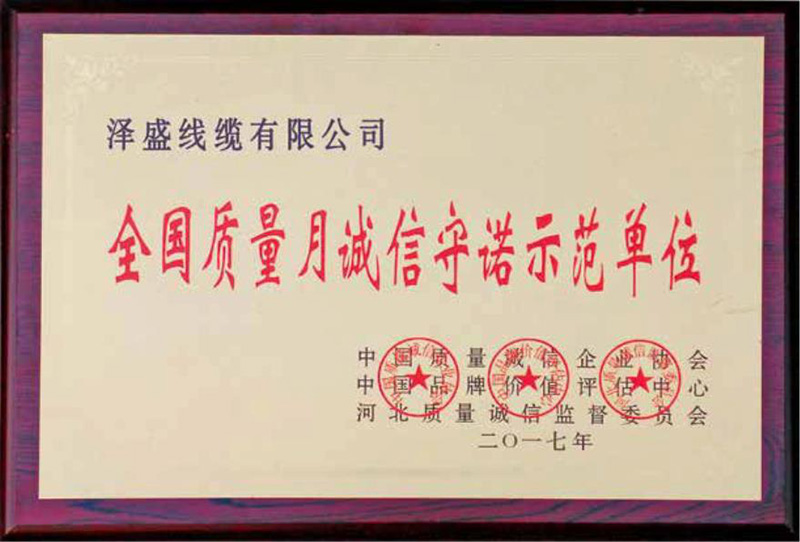 泽盛线缆有限公司
全国质量月诚信守诺示范单位
中国质量诚信企业协会
中国品牌价值评估中心
河北质量诚信监督委员会
二〇一七年